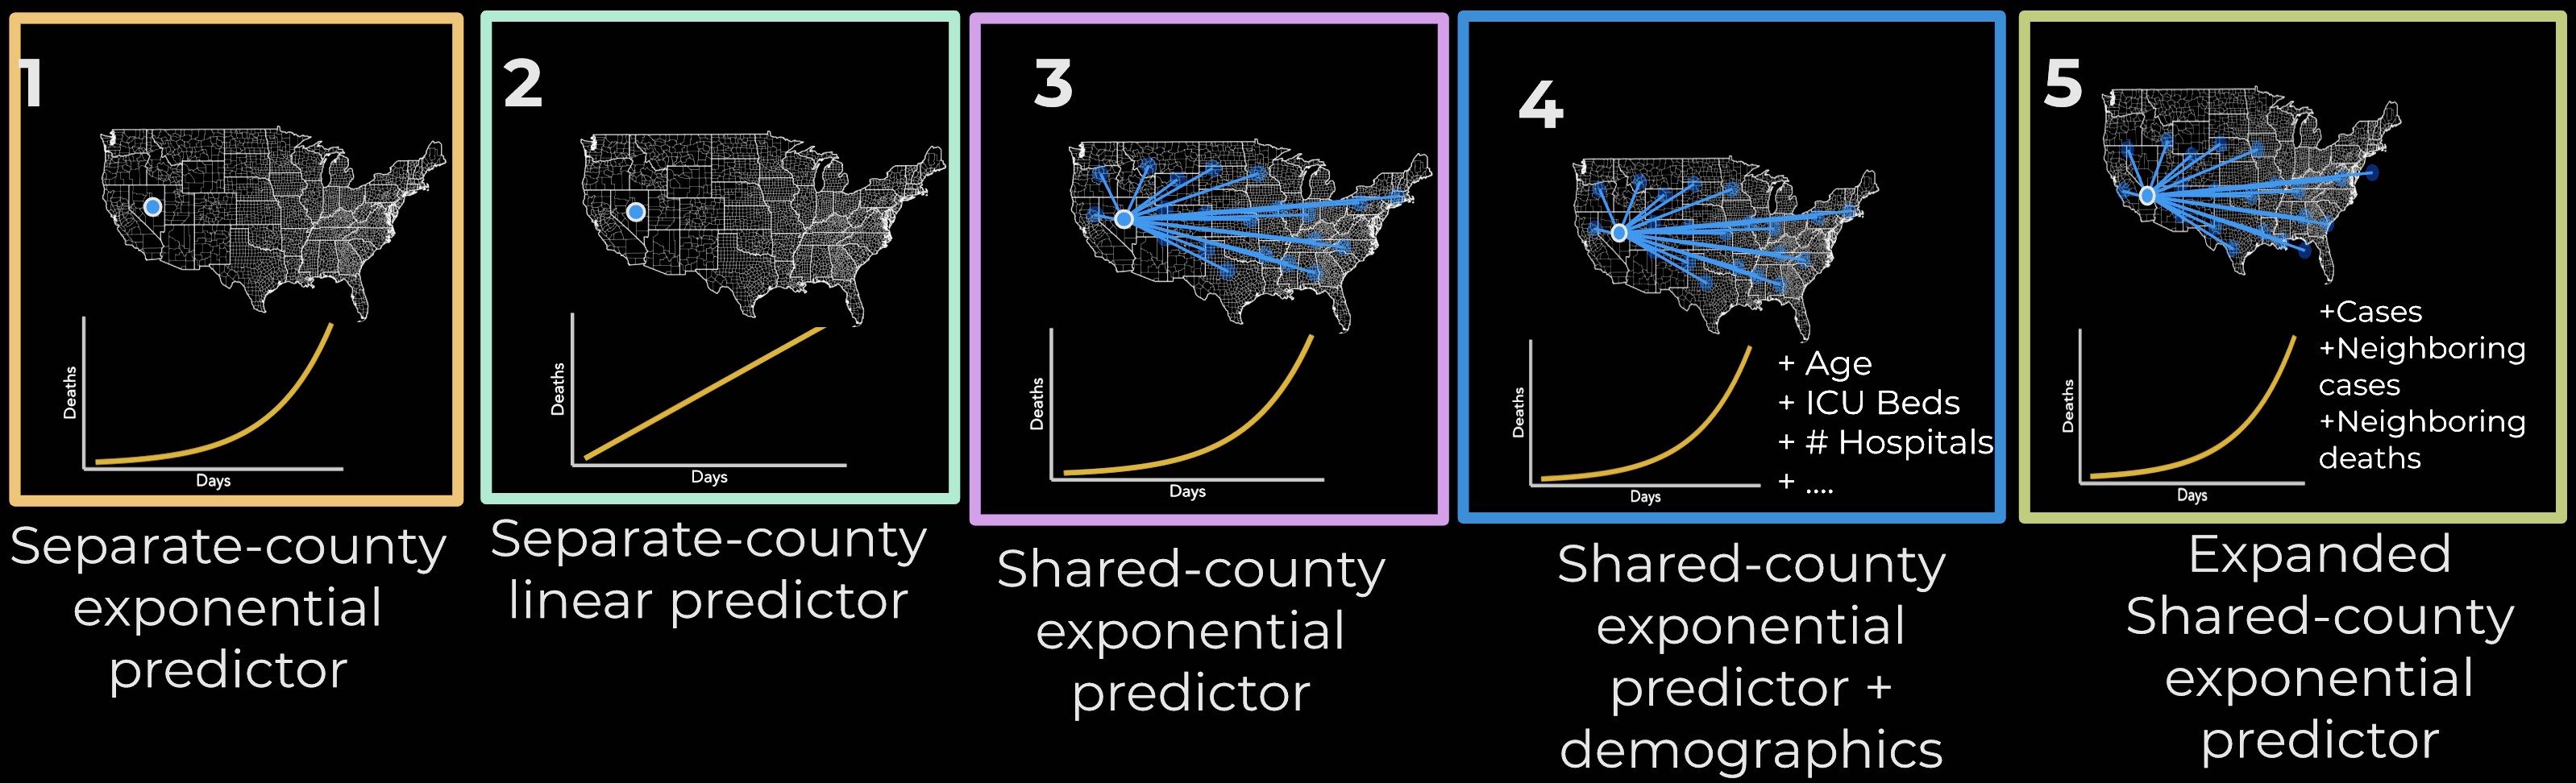 1
Deaths
Days
Separate-county
exponential
predictor
2
Deaths
Days
Separate-county
linear predictor
3
Deaths
Days
Shared-county
exponential
predictor
4
Deaths
Days
+ Age
+ ICU Beds
+ # Hospitals
+ ....
Shared-county
exponential
predictor +
demographics
5
Deaths
Days
+Cases
+Neighboring
cases
+Neighboring
deaths
Expanded
Shared-county
exponential
predictor